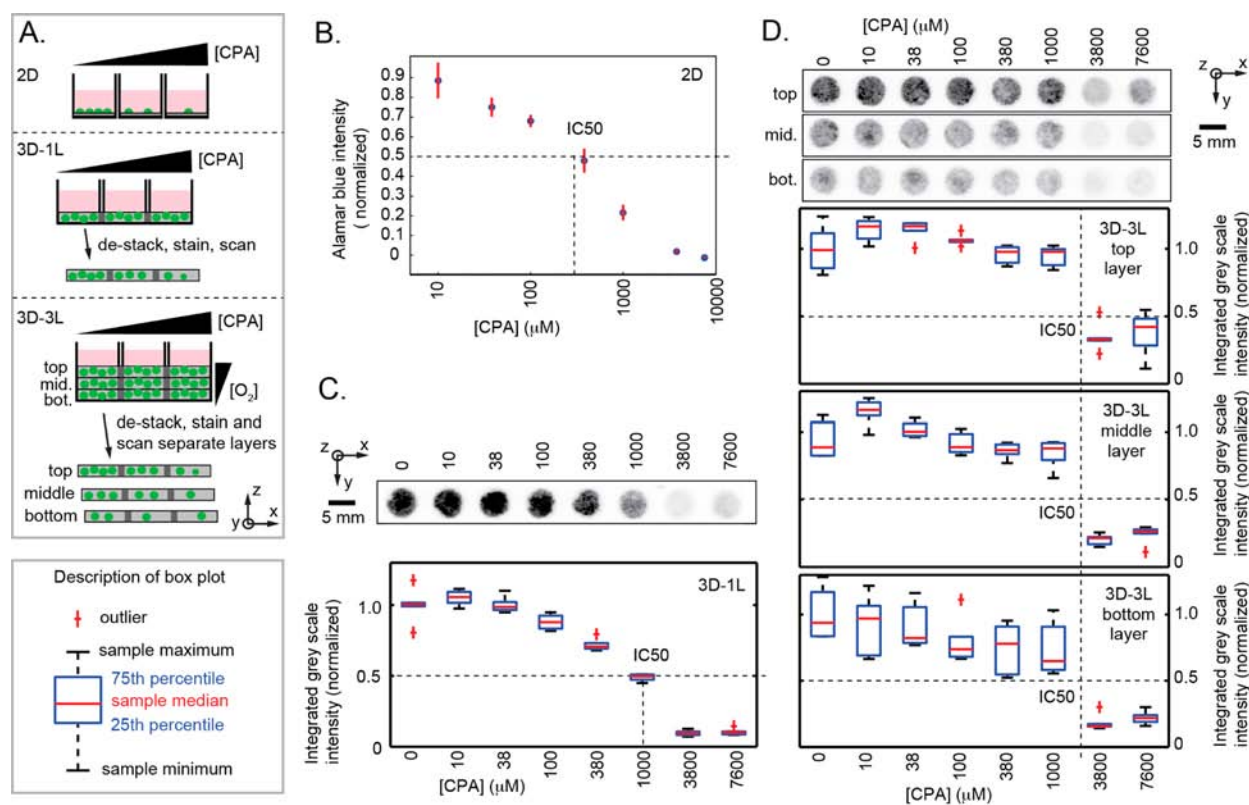 A.
[CPA]
2D
3D-1L
[CPA]
de-stack, stain, scan
3D-3L
[CPA]
top
mid.
bot.
[O2]
de-stack, stain and
scan separate layers
top
middle
bottom
z
y
x
Description of box plot
outlier
sample maximum
75th percentile
sample median
25th percentile
sample minimum
B.
2D
IC50
0.9
0.8
0.7
0.6
0.5
0.4
0.3
0.2
0.1
0
Alamar blue intensity
( normalized)
10
100
1000
10000
[CPA] (μM)
C.
z
x
y
5 mm
0
10
38
100
380
1000
3800
7600
3D-1L
IC50
1.0
0.5
0
Integrated grey scale
intensity (normalized)
0
10
38
100
380
1000
3800
7600
[CPA] (μM)
D.
[CPA] (μM)
0
10
38
100
380
1000
3800
7600
z
x
y
5 mm
top
mid.
bot.
3D-3L
top
layer
IC50
1.0
0.5
0
Integrated grey scale
intensity (normalized)
3D-3L
middle
layer
IC50
1.0
0.5
0
Integrated grey scale
intensity (normalized)
3D-3L
bottom
layer
IC50
1.0
0.5
0
Integrated grey scale
intensity (normalized)
0
10
38
100
380
1000
3800
7600
[CPA] (μM)